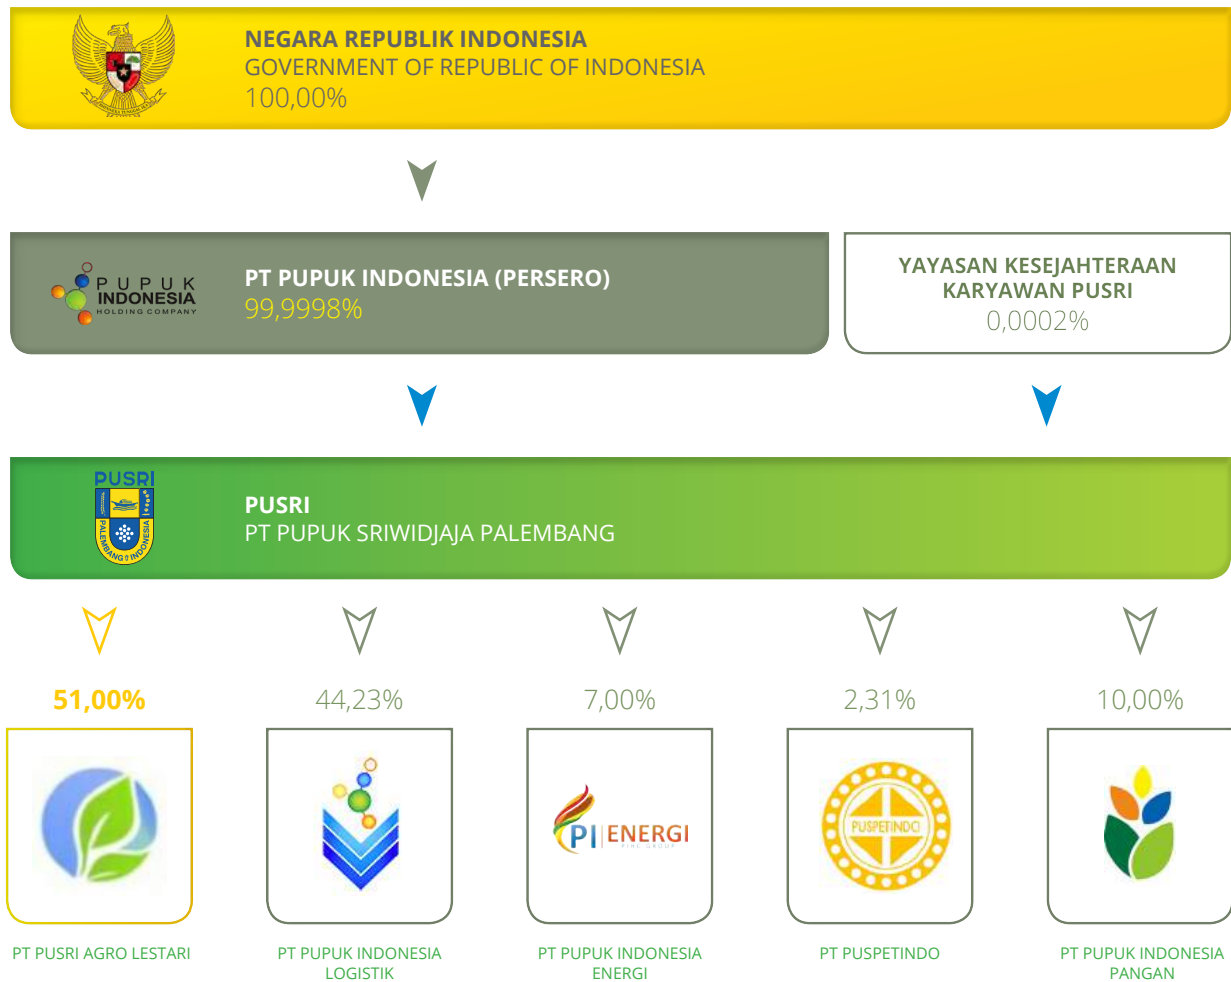 NEGARA REPUBLIK INDONESIA
GOVERNMENT OF REPUBLIC OF INDONESIA
100,00%
PUPUK
INDONESIA
HOLDING COMPANY
PT PUPUK INDONESIA (PERSERO)
99,9998%
YAYASAN KESEJAHTERAAN
KARYAWAN PUSRI
0,0002%
PUSRI
PALEMBANG INDONESIA
PUSRI
PT PUPUK SRIWIDJAJA PALEMBANG
51,00%
44,23%
7,00%
2,31%
10,00%
PI ENERGI
PIHC GROUP
PUSPETINDO
PT PUSRI AGRO LESTARI
PT PUPUK INDONESIA
LOGISTIK
PT PUPUK INDONESIA
ENERGI
PT PUSPETINDO
PT PUPUK INDONESIA
PANGAN